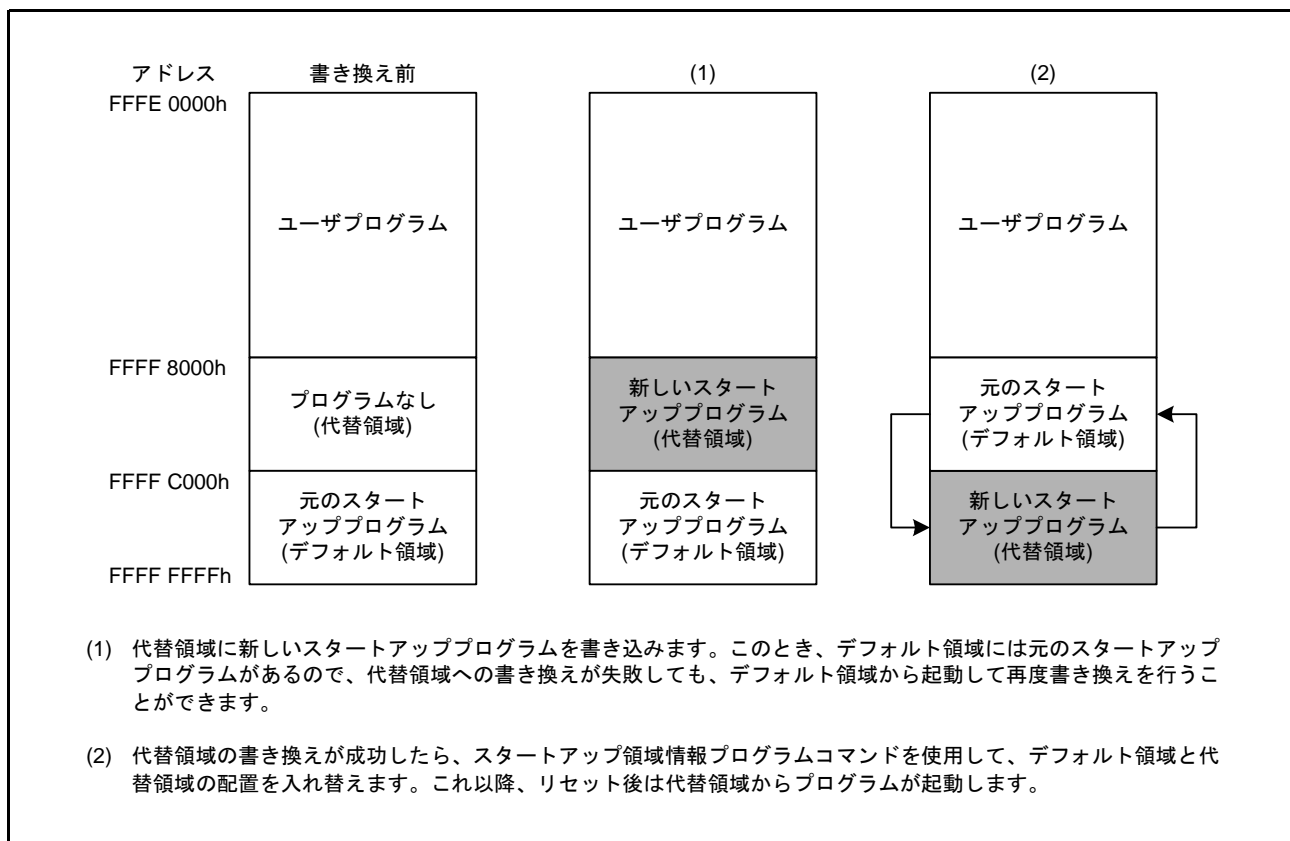 アドレス 書き換え前 (1) (2)
FFFE 0000h
ユーザプログラム ユーザプログラム ユーザプログラム
FFFF 8000h
プログラムなし
(代替領域)
新しいスタート
アッププログラム
(代替領域)
元のスタート
アッププログラム
(デフォルト領域)
FFFF C000h
元のスタート
アッププログラム
(デフォルト領域)
元のスタート
アッププログラム
(デフォルト領域)
新しいスタート
アッププログラム
(代替領域)
FFFF FFFFh
(1) 代替領域に新しいスタートアッププログラムを書き込みます。このとき、デフォルト領域には元のスタートアップ
プログラムがあるので、代替領域への書き換えが失敗しても、デフォルト領域から起動して再度書き換えを行うこ
とができます。
(2) 代替領域の書き換えが成功したら、スタートアップ領域情報プログラムコマンドを使用して、デフォルト領域と代
替領域の配置を入れ替えます。これ以降、リセット後は代替領域からプログラムが起動します。